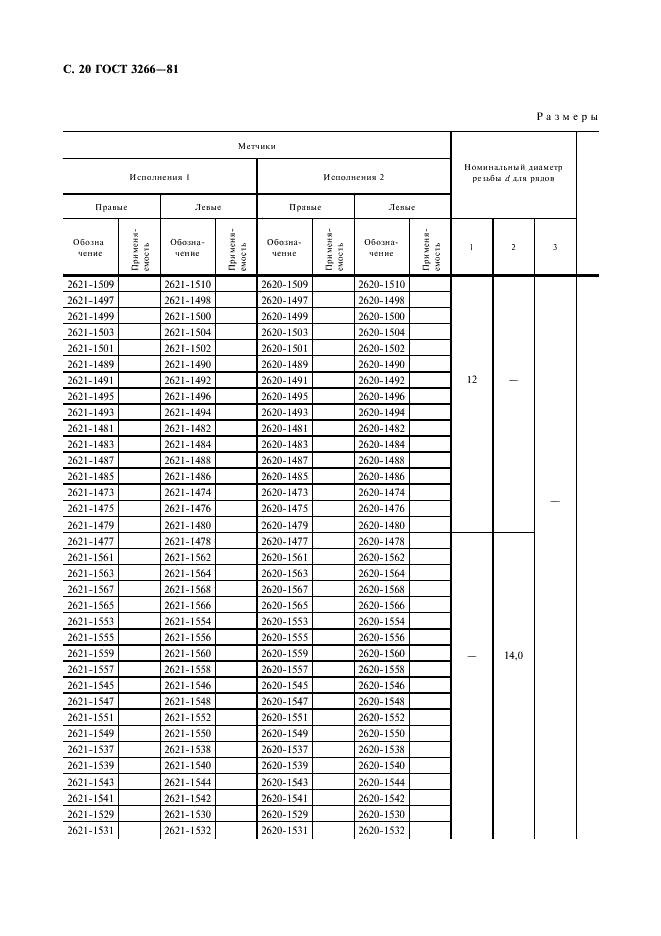 С. 20 ГОСТ 3266—81
Размеры
Метчики
Номинальный диаметр
резьбы d для рядов
Исполнения 1 Исполнения 2
Правые Левые Правые Левые
Обозна чение Применя- емость Обозна- чение Применя- емость Обозна- чение Применя- емость Обозна- чение Применя- емость 1 2 3
2621-1509 2621-1510 2620-1509 2620-1510
2621-1497 2621-1498 2620-1497 2620-1498
2621-1499 2621-1500 2620-1499 2620-1500
2621-1503 2621-1504 2620-1503 2620-1504
2621-1501 2621-1502 2620-1501 2620-1502
2621-1489 2621-1490 2620-1489 2620-1490
2621-1491 2621-1492 2620-1491 2620-1492 12 —
2621-1495 2621-1496 2620-1495 2620-1496
2621-1493 2621-1494 2620-1493 2620-1494
2621-1481 2621-1482 2620-1481 2620-1482
2621-1483 2621-1484 2620-1483 2620-1484
2621-1487 2621-1488 2620-1487 2620-1488
2621-1485 2621-1486 2620-1485 2620-1486
2621-1473 2621-1474 2620-1473 2620-1474
2621-1475 2621-1476 2620-1475 2620-1476 —
2621-1479 2621-1480 2620-1479 2620-1480
2621-1477 2621-1478 2620-1477 2620-1478
2621-1561 2621-1562 2620-1561 2620-1562
2621-1563 2621-1564 2620-1563 2620-1564
2621-1567 2621-1568 2620-1567 2620-1568
2621-1565 2621-1566 2620-1565 2620-1566
2621-1553 2621-1554 2620-1553 2620-1554
2621-1555 2621-1556 2620-1555 2620-1556
2621-1559 2621-1560 2620-1559 2620-1560 — 14,0
2621-1557 2621-1558 2620-1557 2620-1558
2621-1545 2621-1546 2620-1545 2620-1546
2621-1547 2621-1548 2620-1547 2620-1548
2621-1551 2621-1552 2620-1551 2620-1552
2621-1549 2621-1550 2620-1549 2620-1550
2621-1537 2621-1538 2620-1537 2620-1538
2621-1539 2621-1540 2620-1539 2620-1540
2621-1543 2621-1544 2620-1543 2620-1544
2621-1541 2621-1542 2620-1541 2620-1542
2621-1529 2621-1530 2620-1529 2620-1530
2621-1531 2621-1532 2620-1531 2620-1532